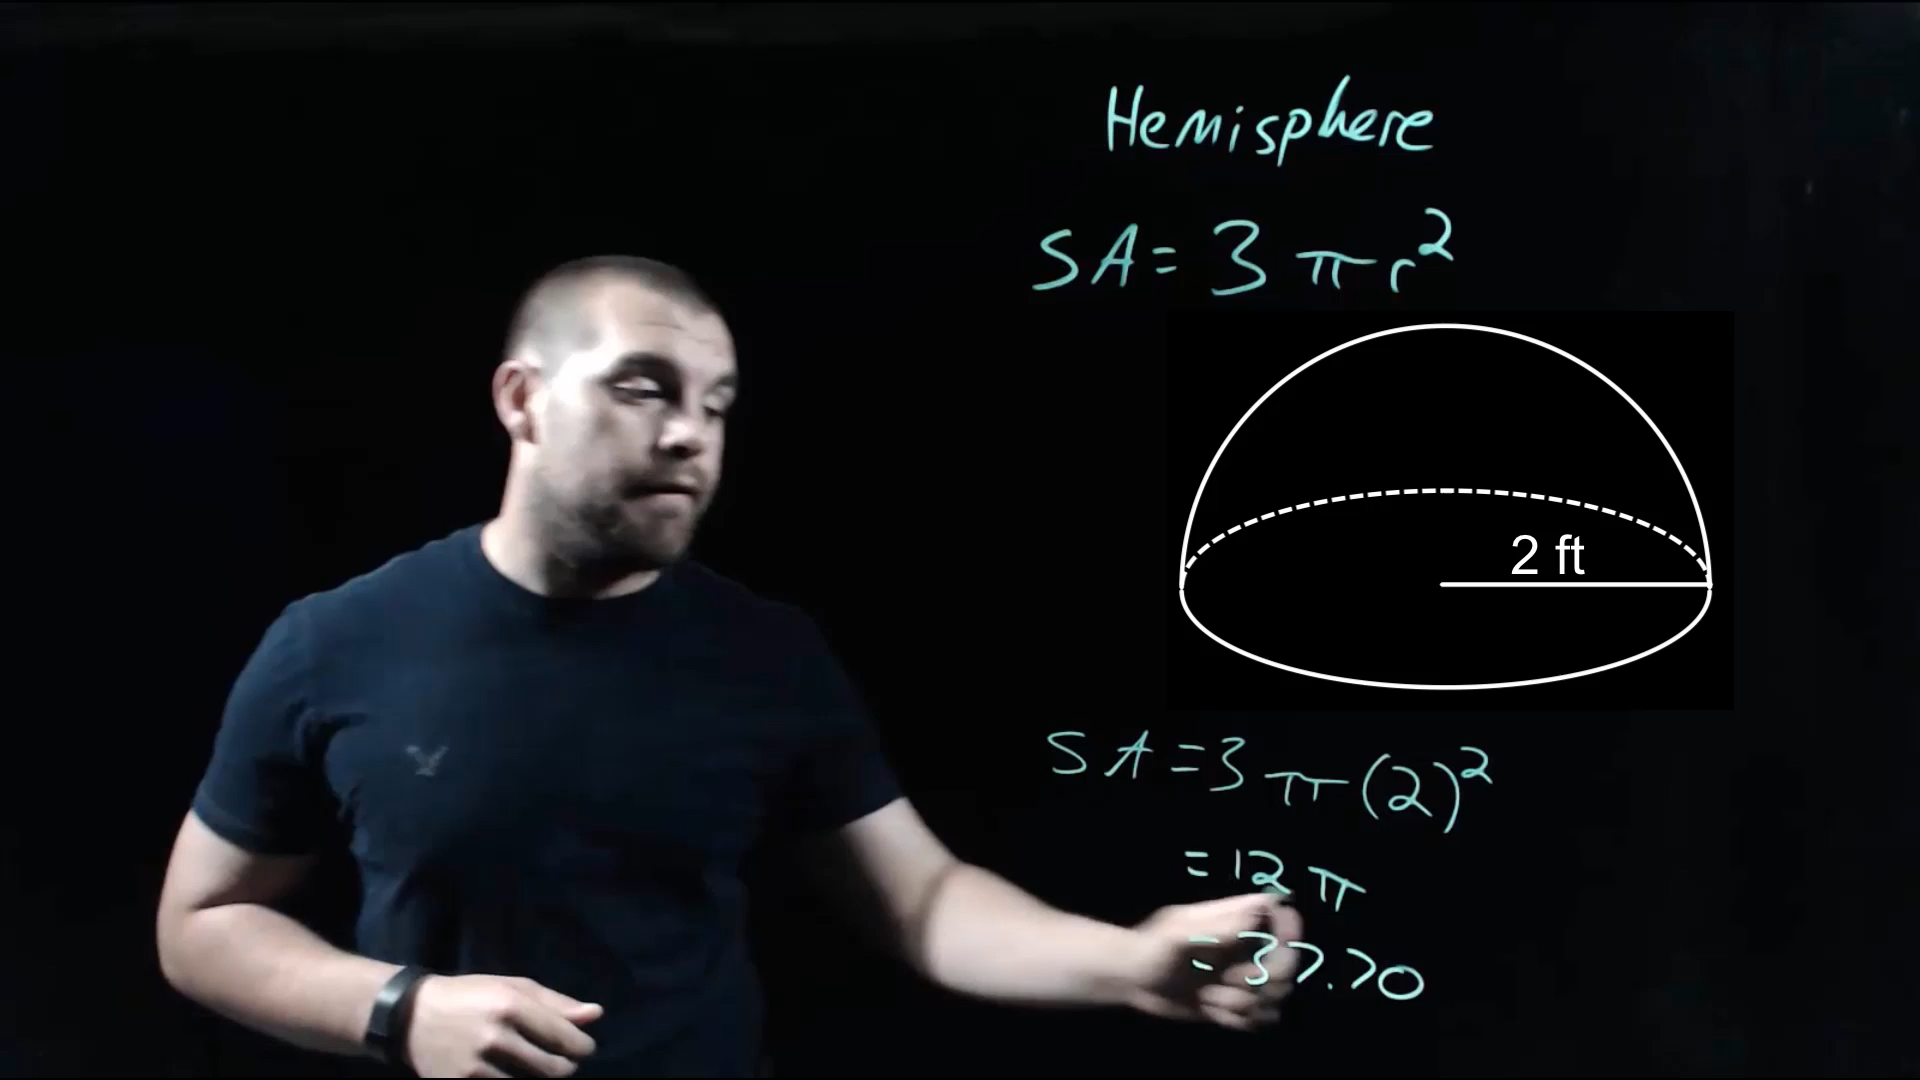 Hemisphere
SA = 3πr²
2 ft
SA = 3π(2)²
= 12π
= 37.70